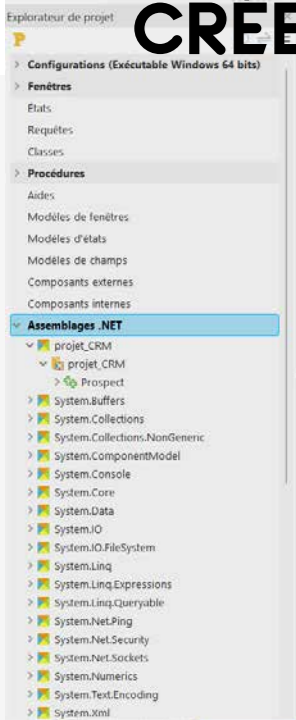 Explorateur de projet
CREE
Configurations (Exécutable Windows 64 bits)
Fenêtres
États
Requêtes
Classes
Procédures
Aides
Modèles de fenêtres
Modèles d'états
Modèles de champs
Composants externes
Composants internes
Assemblages .NET
projet_CRM
projet_CRM
Prospect
System.Buffers
System.Collections
System.Collections.NonGeneric
System.ComponentModel
System.Console
System.Core
System.Data
System.IO
System.IO.FileSystem
System.Linq
System.Linq.Expressions
System.Linq.Queryable
System.Net.Ping
System.Net.Security
System.Net.Sockets
System.Numerics
System.Text.Encoding
System.Xml